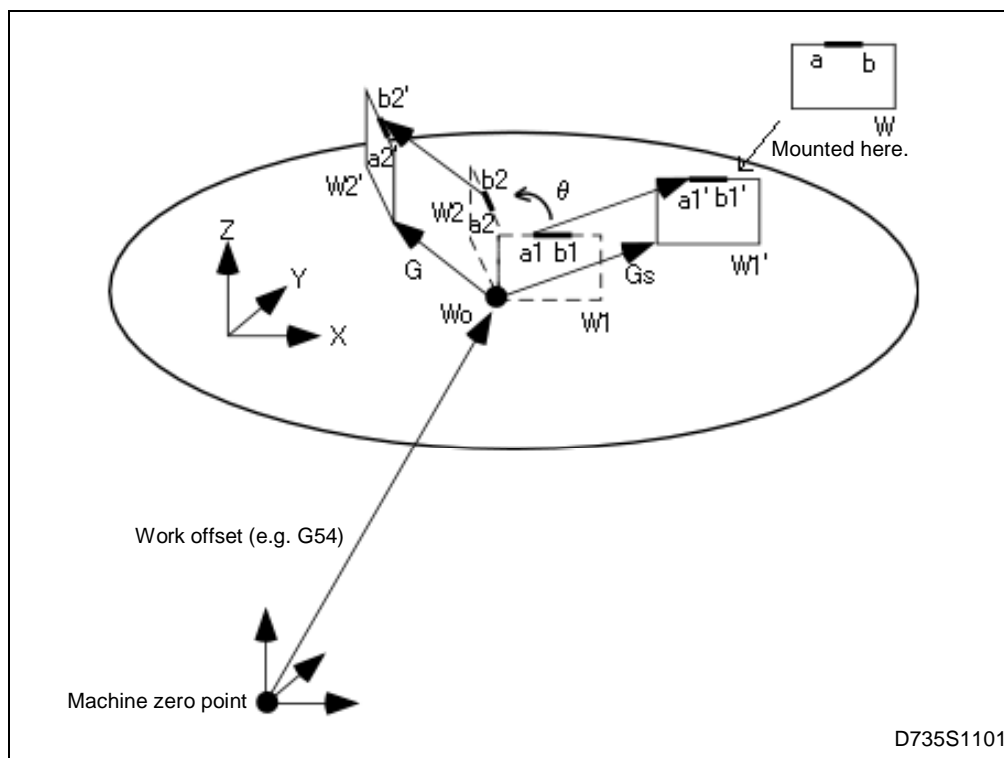 a b
W
Mounted here.
b2'
a2'
W2'
b2
W2
a2
θ
a1' b1'
W1'
a1 b1
Gs
G
Z
Y
X
Wo
W1
Work offset (e.g. G54)
Machine zero point
D735S1101